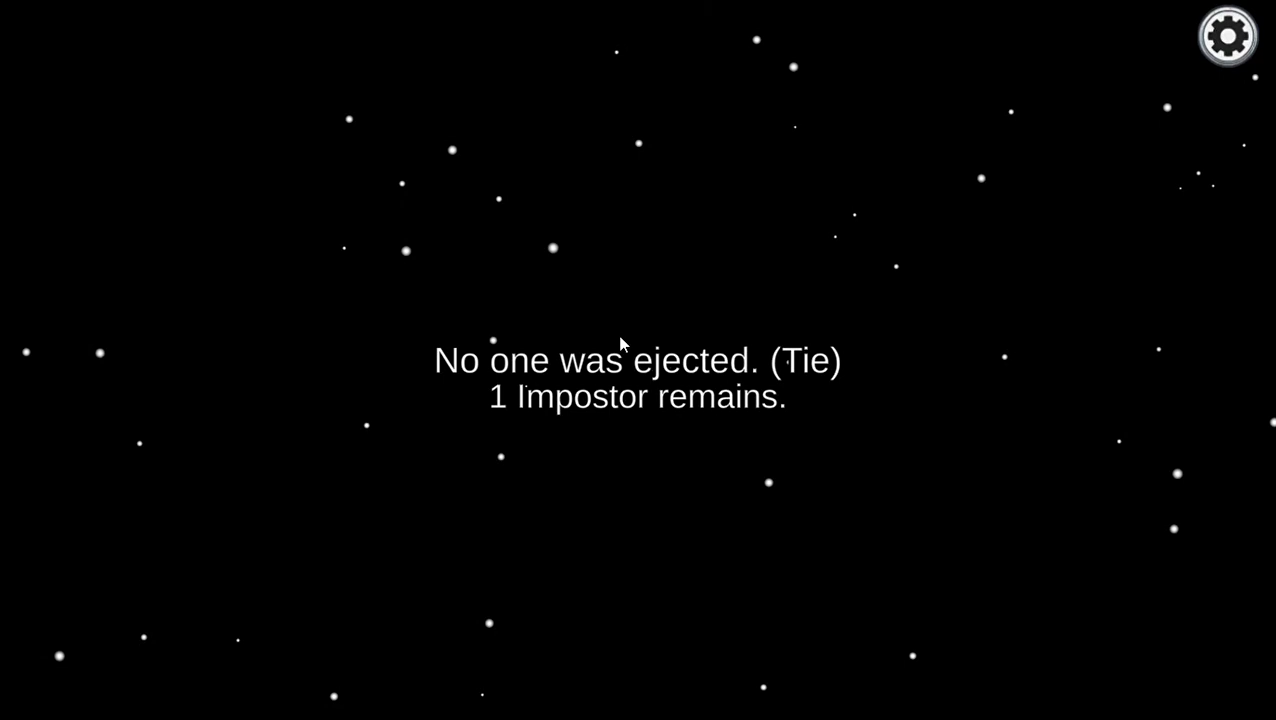 No one was ejected. (Tie)
1 Impostor remains.